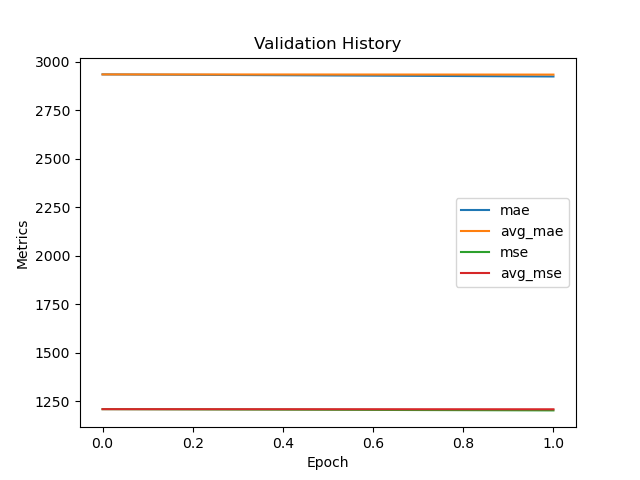 Validation History
3000
2750
2500
2250
2000
1750
1500
1250
Metrics
mae
avg_mae
mse
avg_mse
0.0 0.2 0.4 0.6 0.8 1.0
Epoch